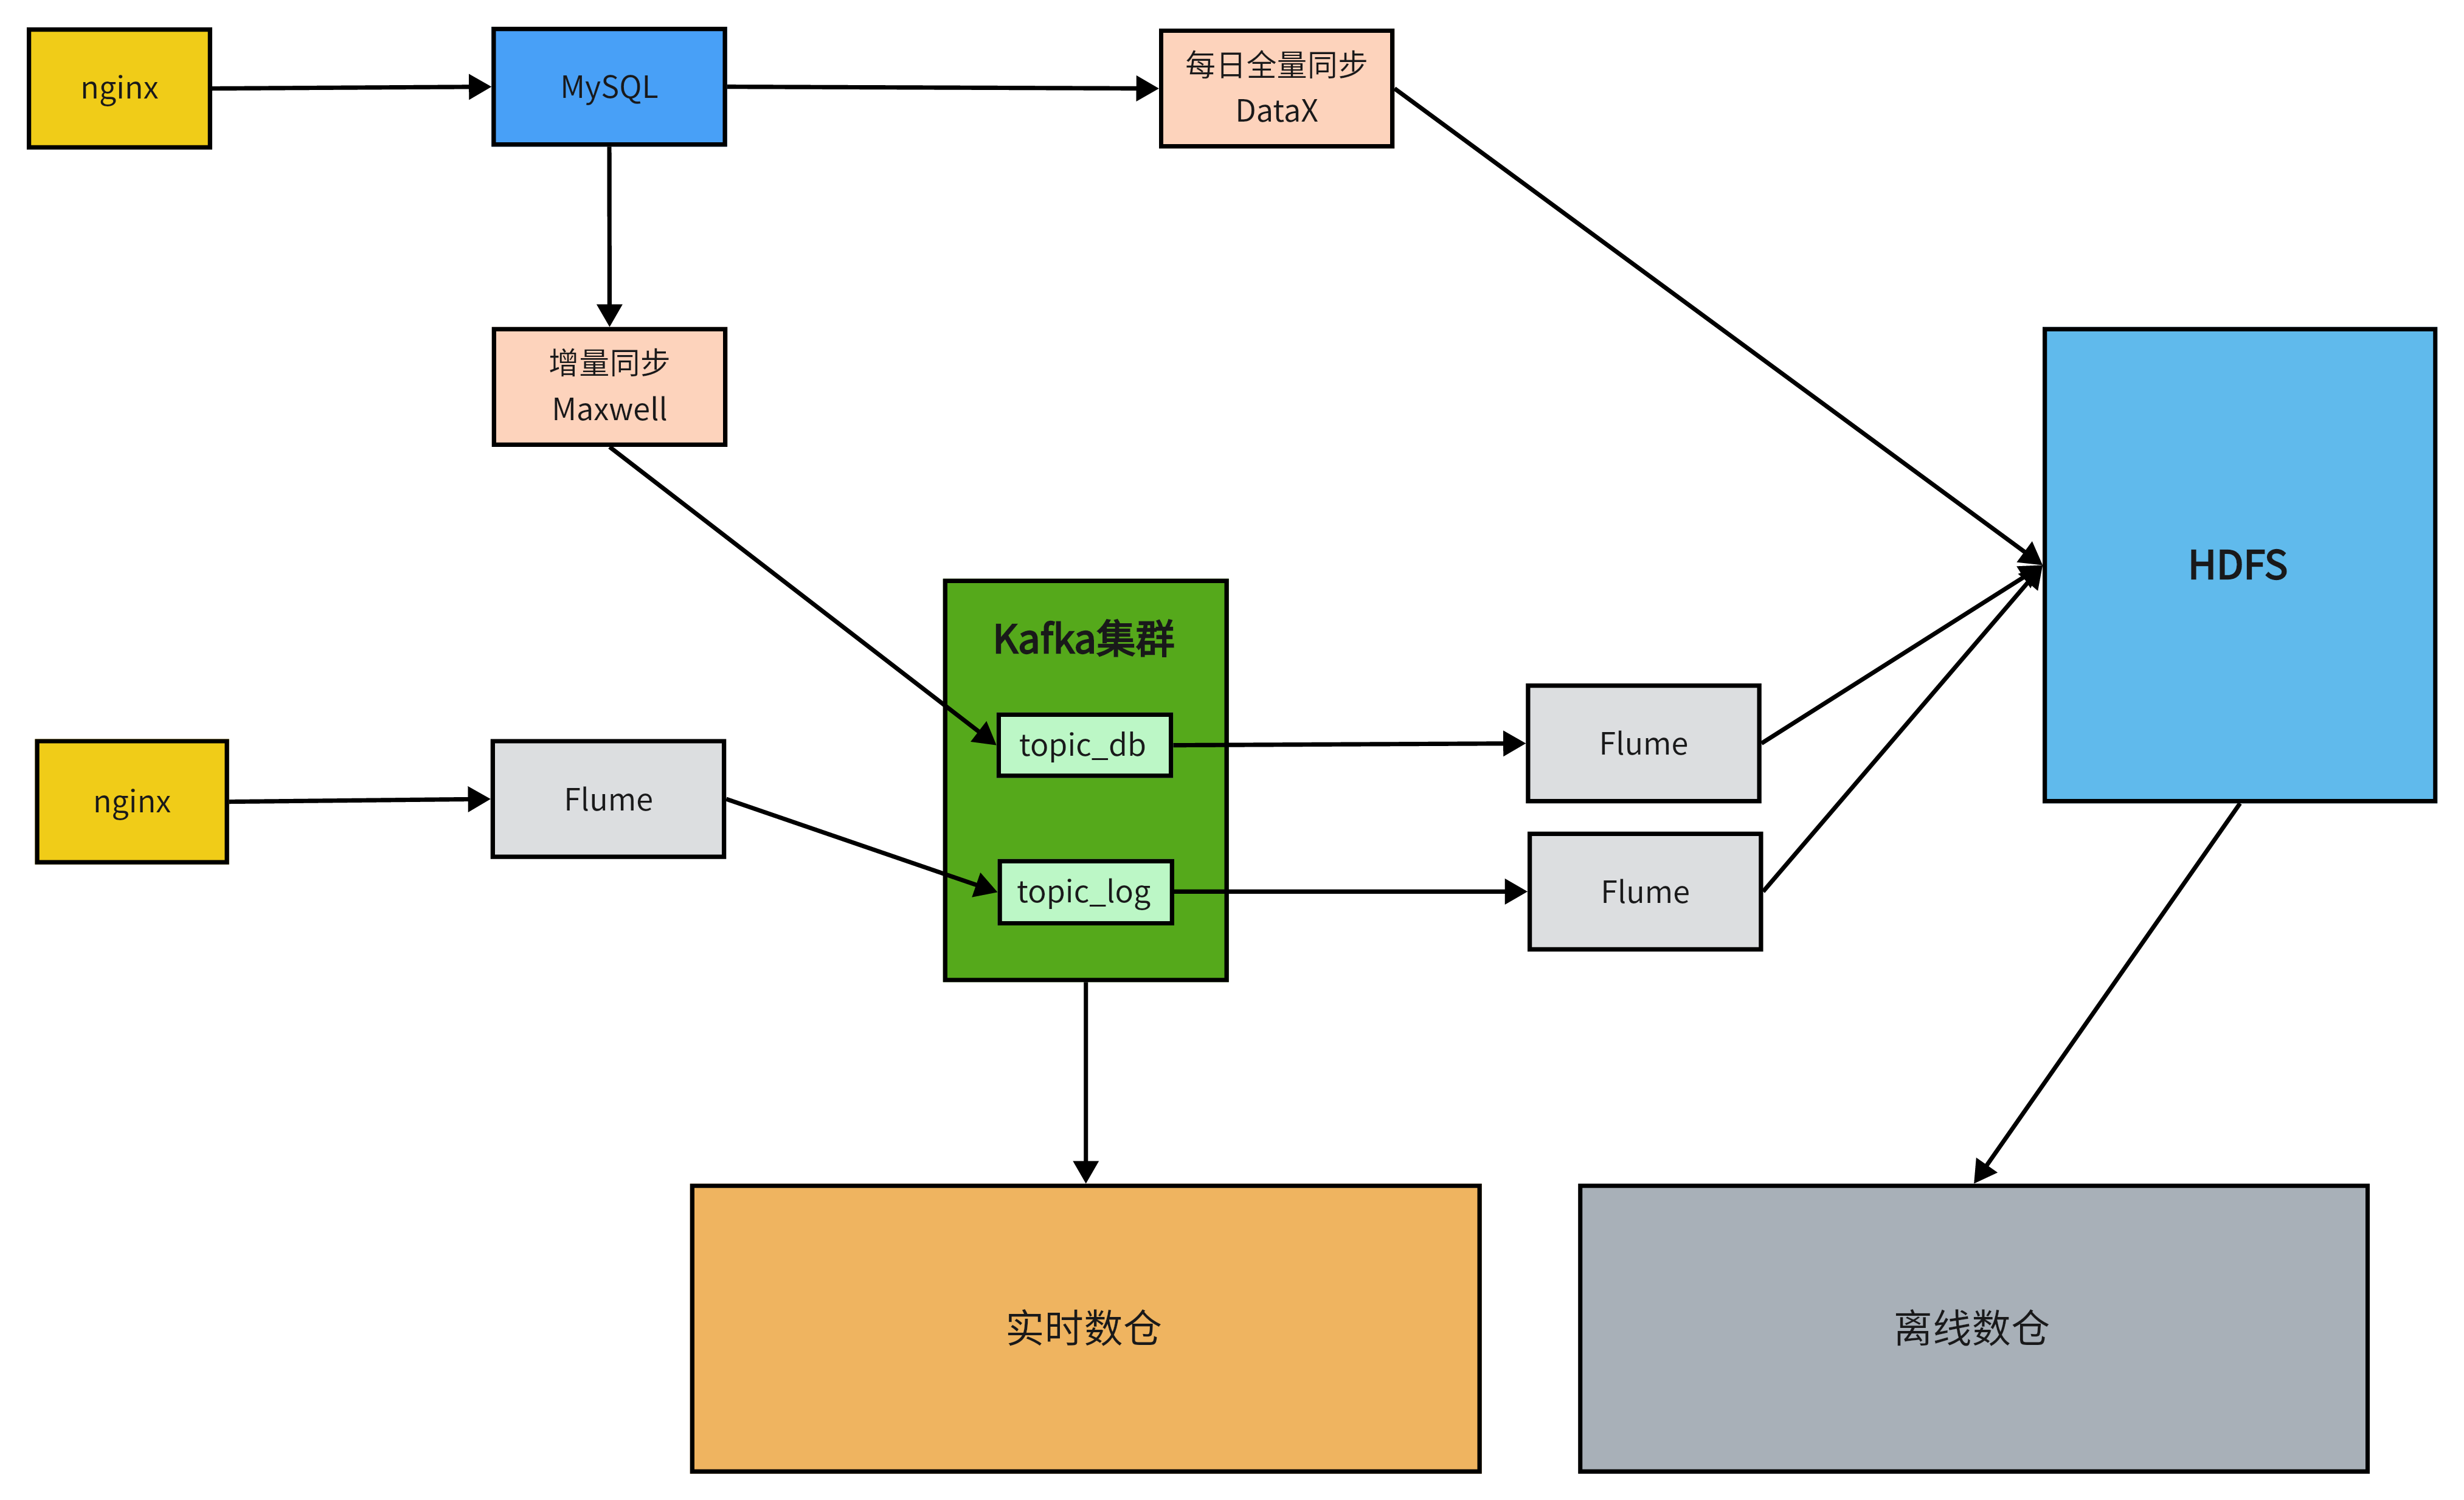 nginx
MySQL
每日全量同步
DataX
增量同步
Maxwell
HDFS
Kafka集群
topic_db
Flume
nginx
Flume
topic_log
Flume
实时数仓
离线数仓